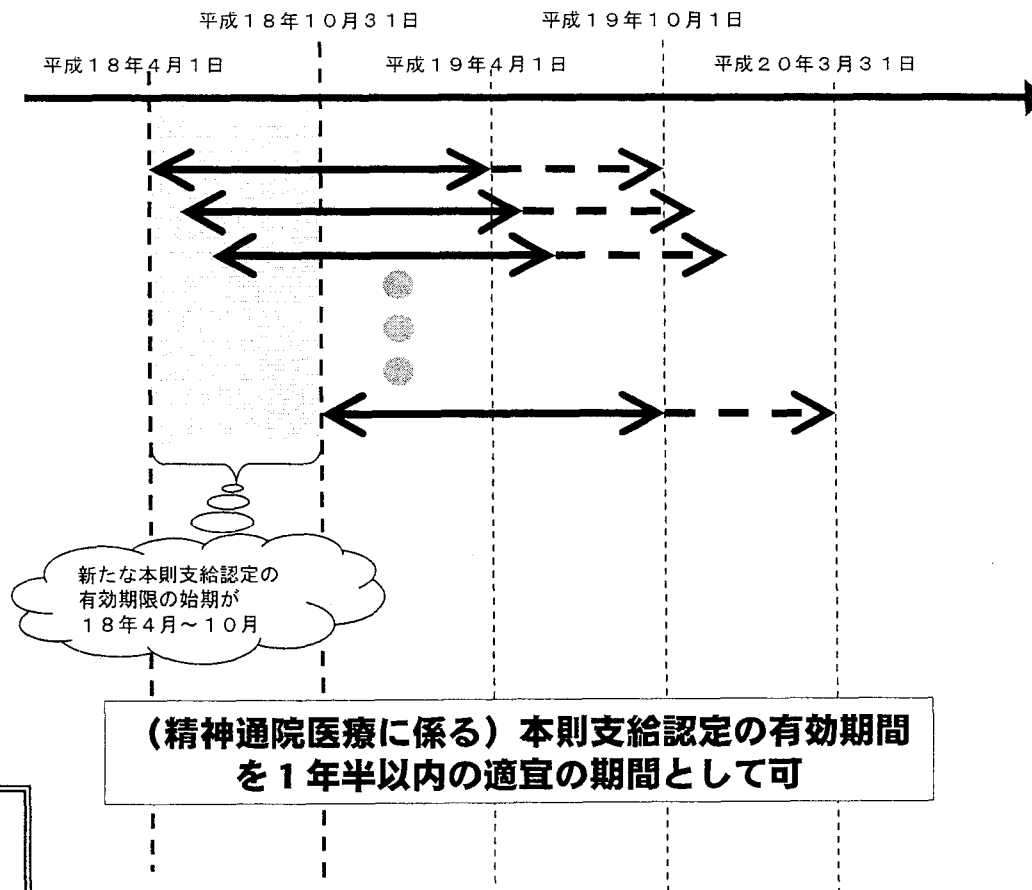 平成１８年１０月３１日
平成１９年１０月１日
平成１８年４月１日
平成１９年４月１日
平成２０年３月３１日
新たな本則支給認定の
有効期限の始期が
１８年４月～１０月
（精神通院医療に係る）本則支給認定の有効期間
を１年半以内の適宜の期間として可